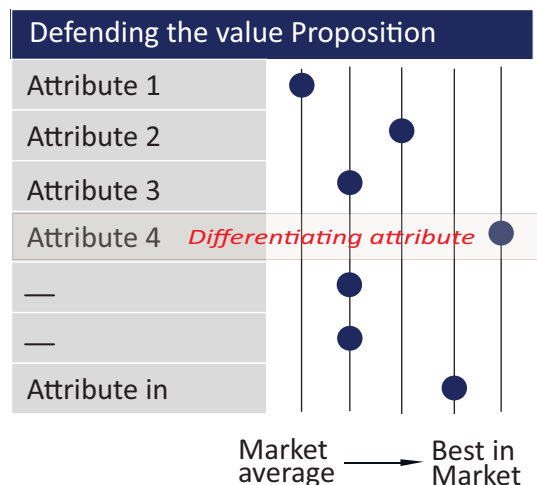 Defending the value Proposition
Attribute 1
Attribute 2
Attribute 3
Attribute 4 Differentiating attribute
—
—
Attribute in
Market average
Best in Market